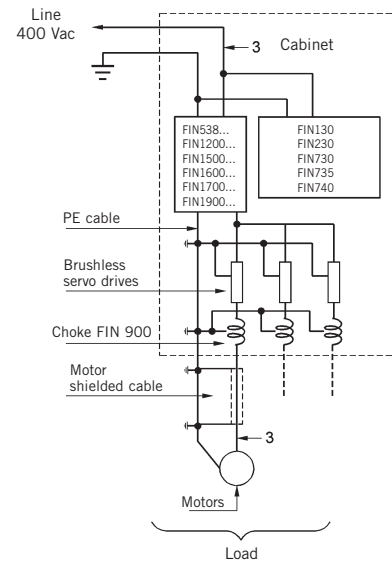 Line
400 Vac
3
Cabinet
FIN538...
FIN1200...
FIN1500...
FIN1600...
FIN1700...
FIN1900...
FIN130
FIN230
FIN730
FIN735
FIN740
PE cable
Brushless
servo drives
Choke FIN 900
Motor
shielded cable
3
Motors
Load